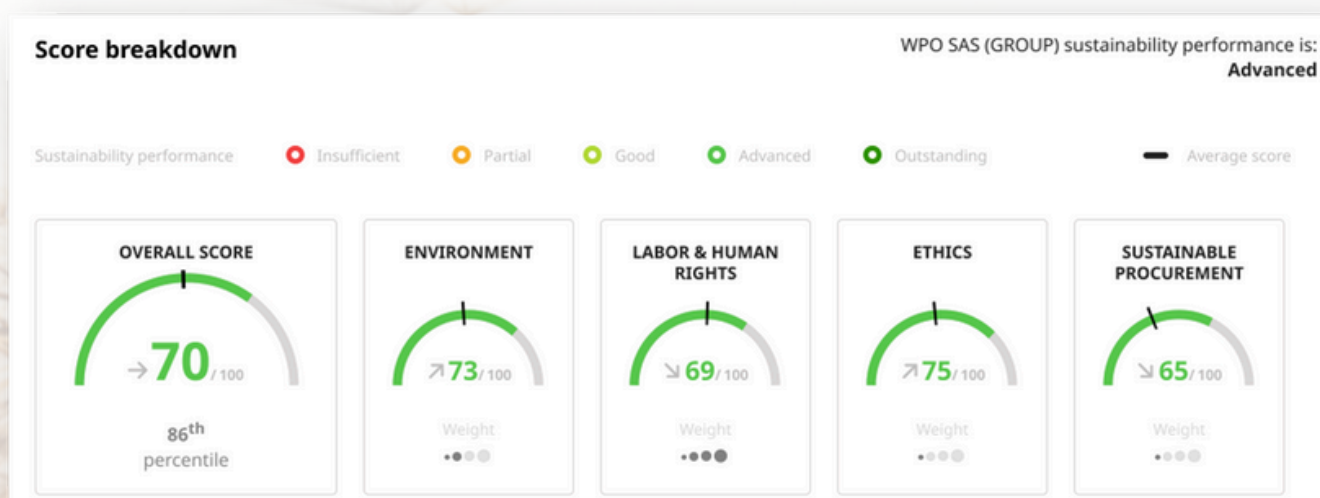 Score breakdown
WPO SAS (GROUP) sustainability performance is:
Advanced
Sustainability performance Insufficient Partial Good Advanced Outstanding Average score
OVERALL SCORE
70/100
86th
percentile
ENVIRONMENT
73/100
Weight
LABOR & HUMAN
RIGHTS
69/100
Weight
ETHICS
75/100
Weight
SUSTAINABLE
PROCUREMENT
65/100
Weight